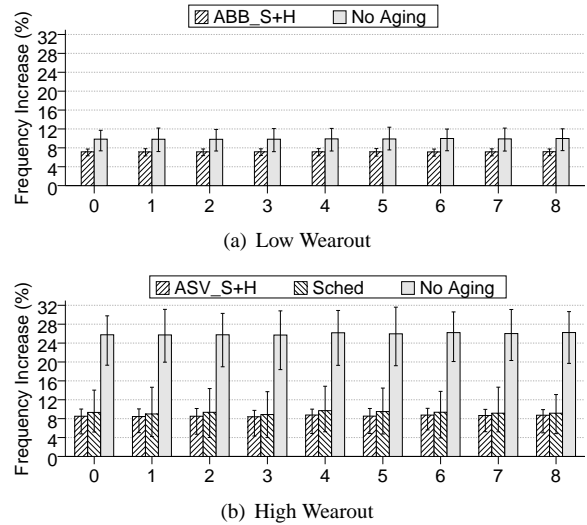 ABB_S+H No Aging
Frequency Increase (%)
32
28
24
20
16
12
8
4
0
0 1 2 3 4 5 6 7 8
(a) Low Wearout
ASV_S+H Sched No Aging
Frequency Increase (%)
32
28
24
20
16
12
8
4
0
0 1 2 3 4 5 6 7 8
(b) High Wearout